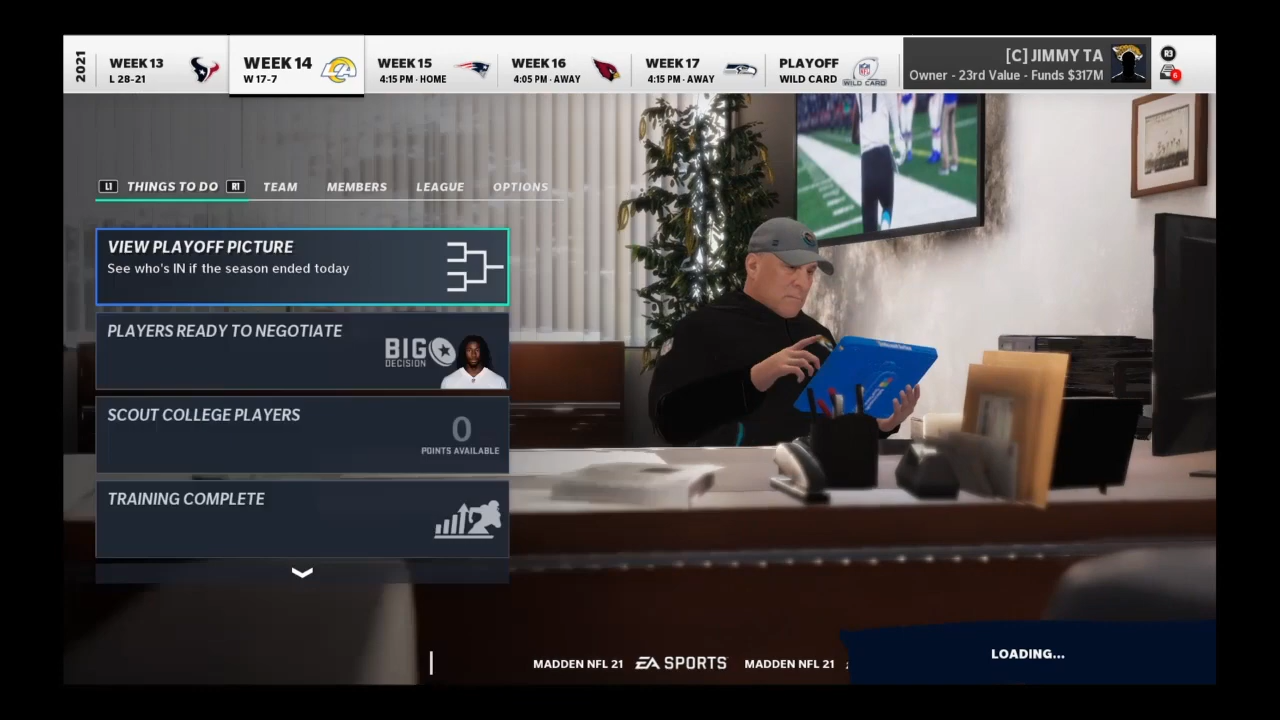 2021
WEEK 13
L 28-21
WEEK 14
W 17-7
WEEK 15
4:15 PM · HOME
WEEK 16
4:05 PM · AWAY
WEEK 17
4:15 PM · AWAY
PLAYOFF
WILD CARD
WILD CARD
[C] JIMMY TA
Owner - 23rd Value - Funds $317M
R3
6
L1 THINGS TO DO R1 TEAM MEMBERS LEAGUE OPTIONS
VIEW PLAYOFF PICTURE
See who's IN if the season ended today
PLAYERS READY TO NEGOTIATE
BIG
DECISION
SCOUT COLLEGE PLAYERS
0
POINTS AVAILABLE
TRAINING COMPLETE
MADDEN NFL 21 EA SPORTS MADDEN NFL 21
LOADING...